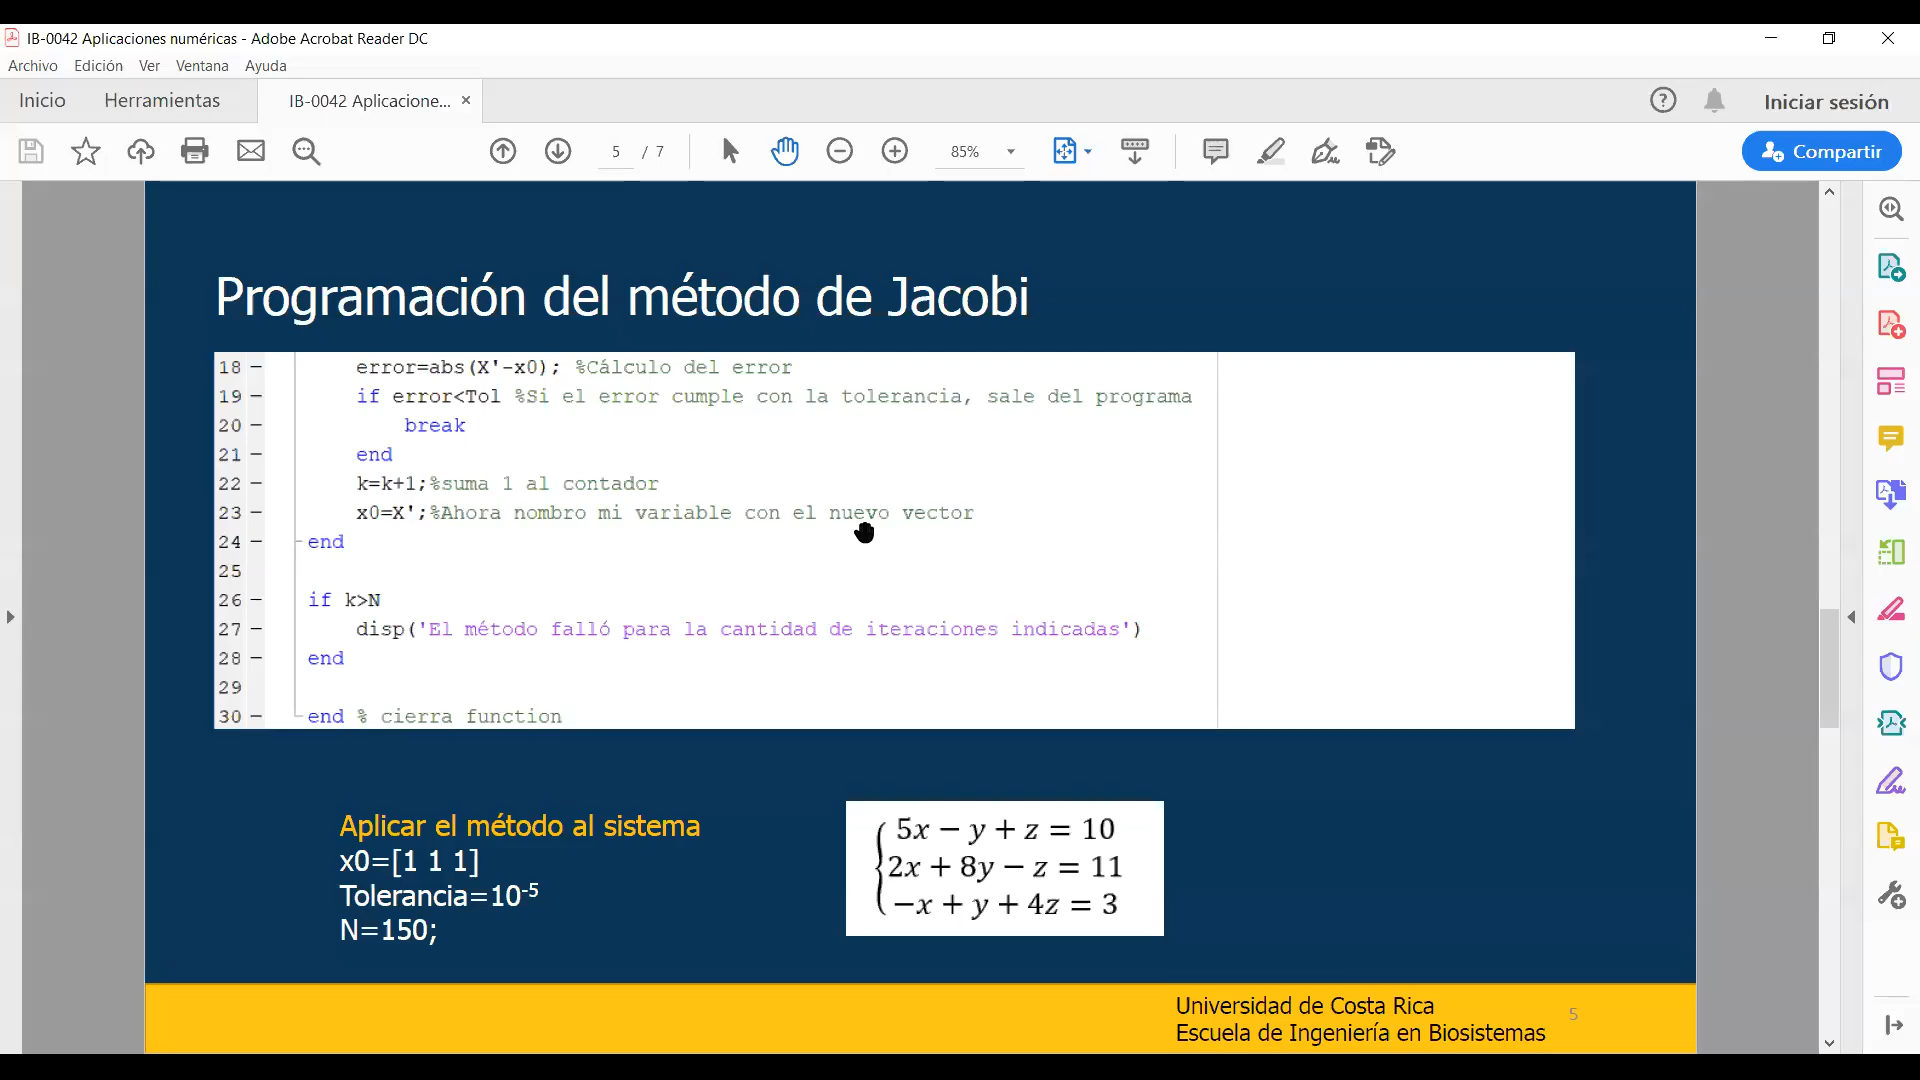 IB-0042 Aplicaciones numéricas - Adobe Acrobat Reader DC
Archivo Edición Ver Ventana Ayuda
Inicio Herramientas IB-0042 Aplicacione... × Iniciar sesión
5 / 7 85% Compartir
Programación del método de Jacobi
18 – error=abs(X'-x0); %Cálculo del error
19 – if error<Tol %Si el error cumple con la tolerancia, sale del programa
20 – break
21 – end
22 – k=k+1;%suma 1 al contador
23 – x0=X';%Ahora nombro mi variable con el nuevo vector
24 – end
25
26 – if k>N
27 – disp('El método falló para la cantidad de iteraciones indicadas')
28 – end
29
30 – end % cierra function
Aplicar el método al sistema
x0=[1 1 1]
Tolerancia=10⁻⁵
N=150;
5x − y + z = 10
2x + 8y − z = 11
−x + y + 4z = 3
Universidad de Costa Rica
Escuela de Ingeniería en Biosistemas
5